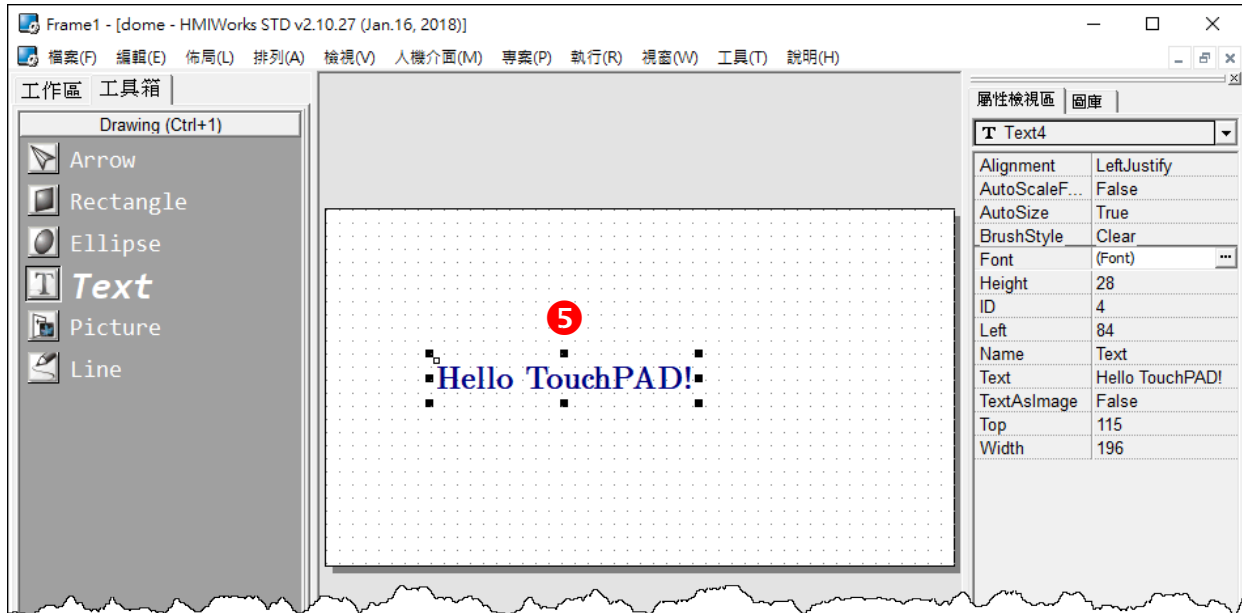 Frame1 - [dome - HMIWorks STD v2.10.27 (Jan.16, 2018)]
檔案(F) 編輯(E) 佈局(L) 排列(A) 檢視(V) 人機介面(M) 專案(P) 執行(R) 視窗(W) 工具(T) 說明(H)
工作區 工具箱
Drawing (Ctrl+1)
Arrow
Rectangle
Ellipse
T Text
Picture
Line
5
Hello TouchPAD!
屬性檢視區 圖庫
T Text4
Alignment LeftJustify
AutoScaleF... False
AutoSize True
BrushStyle Clear
Font (Font) ...
Height 28
ID 4
Left 84
Name Text
Text Hello TouchPAD!
TextAsImage False
Top 115
Width 196